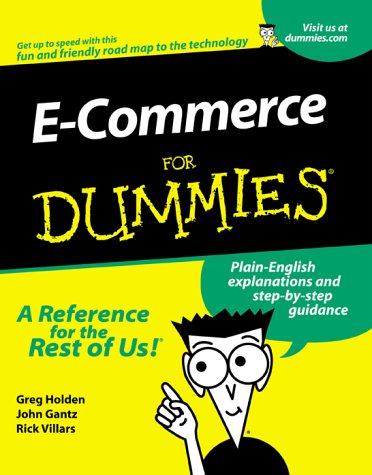 Get up to speed with this
fun and friendly road map to the technology
Visit us at
dummies.com
E-Commerce
FOR
DUMMIES®
Plain-English
explanations and
step-by-step
guidance
A Reference
for the
Rest of Us!®
Greg Holden
John Gantz
Rick Villars